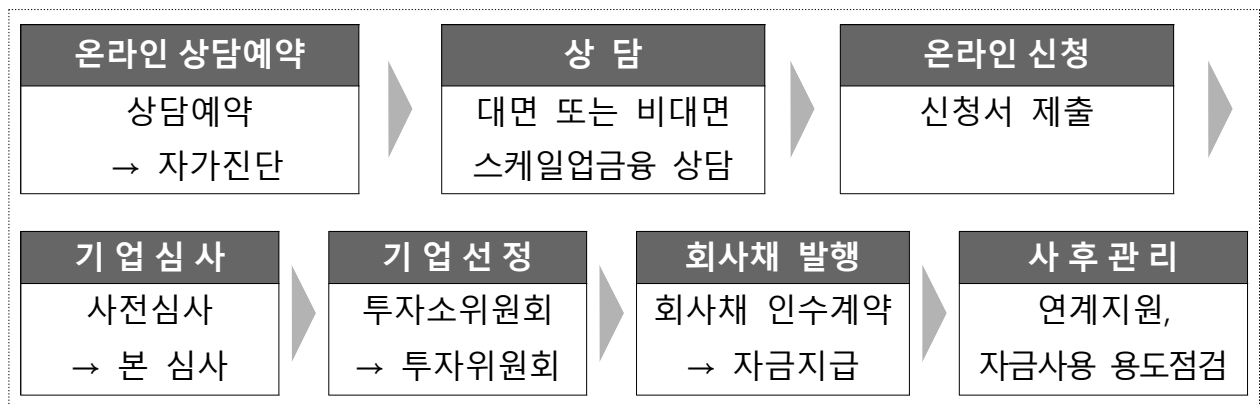 온라인 상담예약
상담예약
→ 자가진단
상 담
대면 또는 비대면
스케일업금융 상담
온라인 신청
신청서 제출
기 업 심 사
사전심사
→ 본 심사
기 업 선 정
투자소위원회
→ 투자위원회
회사채 발행
회사채 인수계약
→ 자금지급
사 후 관 리
연계지원,
자금사용 용도점검